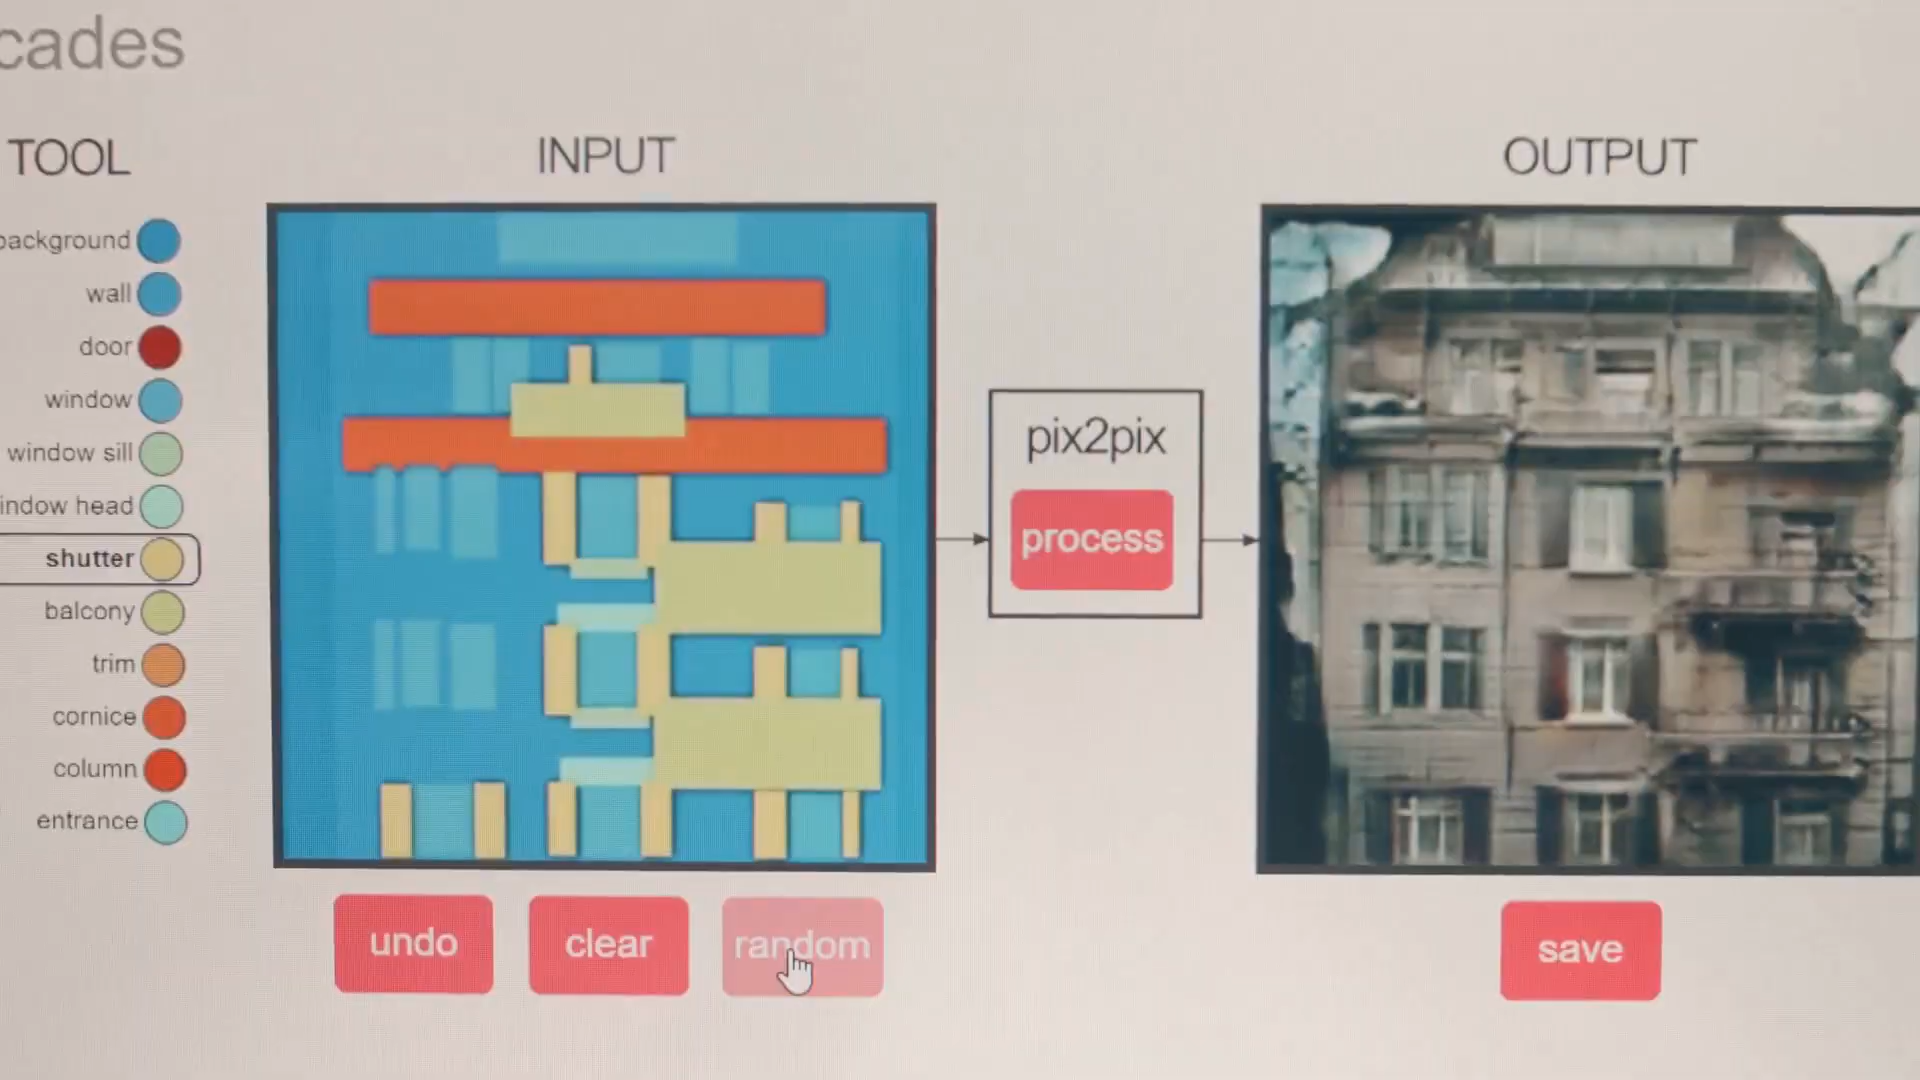 cades
TOOL
INPUT
OUTPUT
background
wall
door
window
window sill
indow head
shutter
balcony
trim
cornice
column
entrance
pix2pix
process
undo
clear
random
save